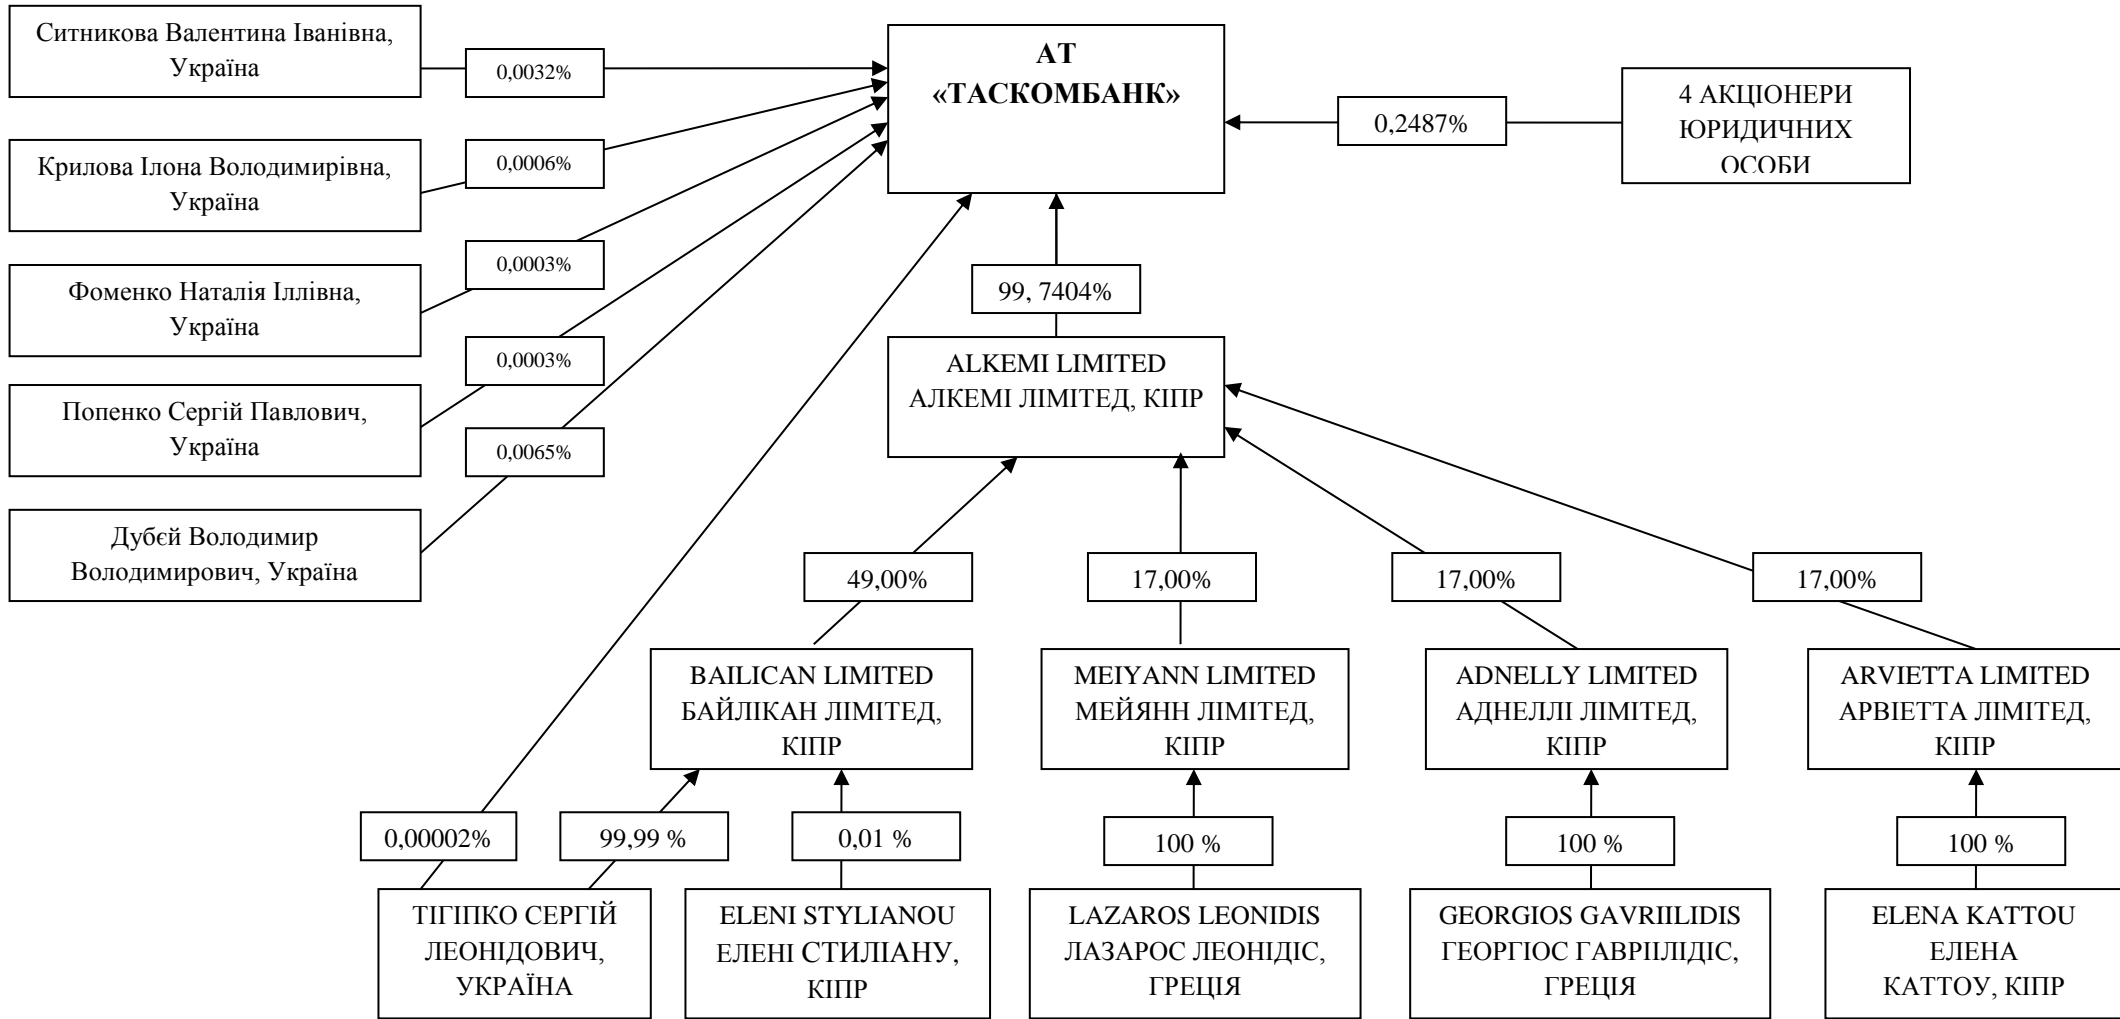 Ситникова Валентина Іванівна,
Україна
0,0032%
АТ
«ТАСКОМБАНК»
0,2487%
4 АКЦІОНЕРИ
ЮРИДИЧНИХ
ОСОБИ
Крилова Ілона Володимирівна,
Україна
0,0006%
Фоменко Наталія Іллівна,
Україна
0,0003%
99, 7404%
Попенко Сергій Павлович,
Україна
0,0003%
ALKEMI LIMITED
АЛКЕМІ ЛІМІТЕД, КІПР
Дубєй Володимир
Володимирович, Україна
0,0065%
49,00%
17,00%
17,00%
17,00%
BAILICAN LIMITED
БАЙЛІКАН ЛІМІТЕД,
КІПР
MEIYANN LIMITED
МЕЙЯНН ЛІМІТЕД,
КІПР
ADNELLY LIMITED
АДНЕЛЛІ ЛІМІТЕД,
КІПР
ARVIETTA LIMITED
АРВІЕТТА ЛІМІТЕД,
КІПР
0,00002%
99,99 %
0,01 %
100 %
100 %
100 %
ТІГІПКО СЕРГІЙ
ЛЕОНІДОВИЧ,
УКРАЇНА
ELENI STYLIANOU
ЕЛЕНІ СТИЛІАНУ,
КІПР
LAZAROS LEONIDIS
ЛАЗАРОС ЛЕОНІДІС,
ГРЕЦІЯ
GEORGIOS GAVRIILIDIS
ГЕОРГІОС ГАВРІІЛІДІС,
ГРЕЦІЯ
ELENA KATTOU
ЕЛЕНА
КАТТОУ, КІПР